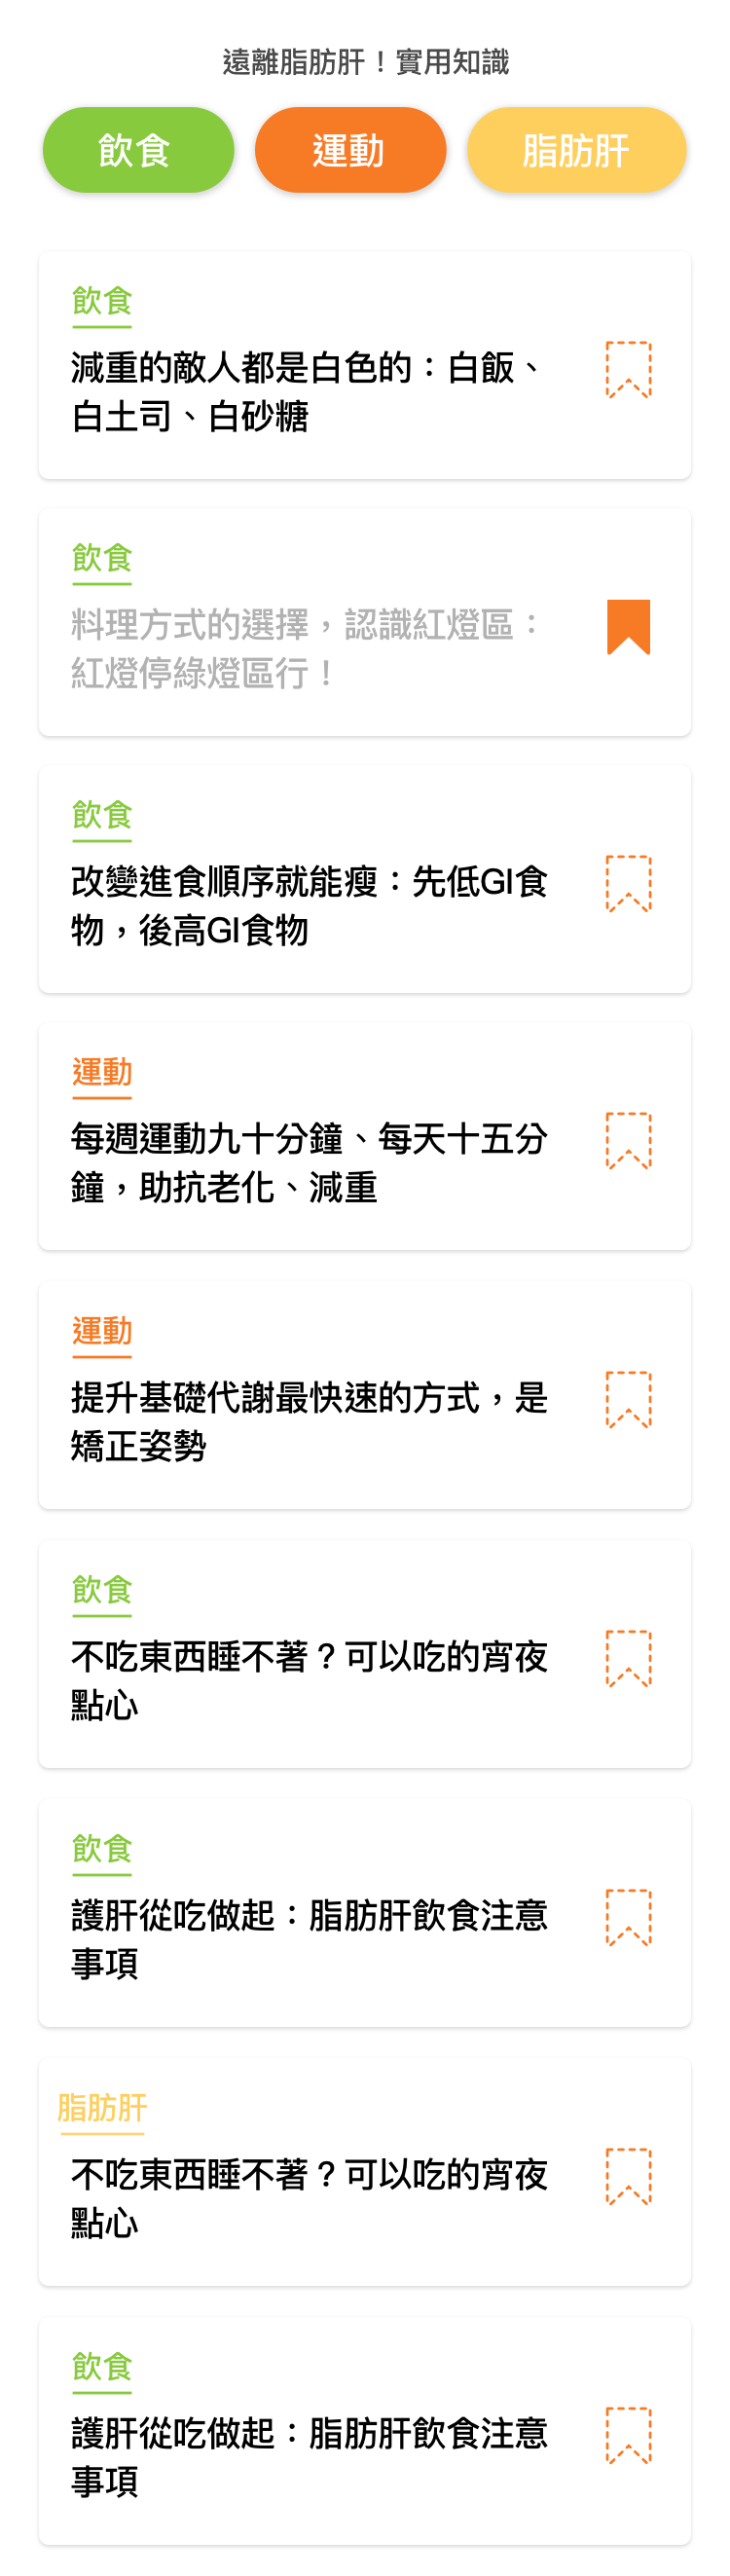 遠離脂肪肝！實用知識
飲食
運動
脂肪肝
飲食
減重的敵人都是白色的：白飯、
白土司、白砂糖
飲食
料理方式的選擇，認識紅燈區：
紅燈停綠燈區行！
飲食
改變進食順序就能瘦：先低GI食
物，後高GI食物
運動
每週運動九十分鐘、每天十五分
鐘，助抗老化、減重
運動
提升基礎代謝最快速的方式，是
矯正姿勢
飲食
不吃東西睡不著？可以吃的宵夜
點心
飲食
護肝從吃做起：脂肪肝飲食注意
事項
脂肪肝
不吃東西睡不著？可以吃的宵夜
點心
飲食
護肝從吃做起：脂肪肝飲食注意
事項